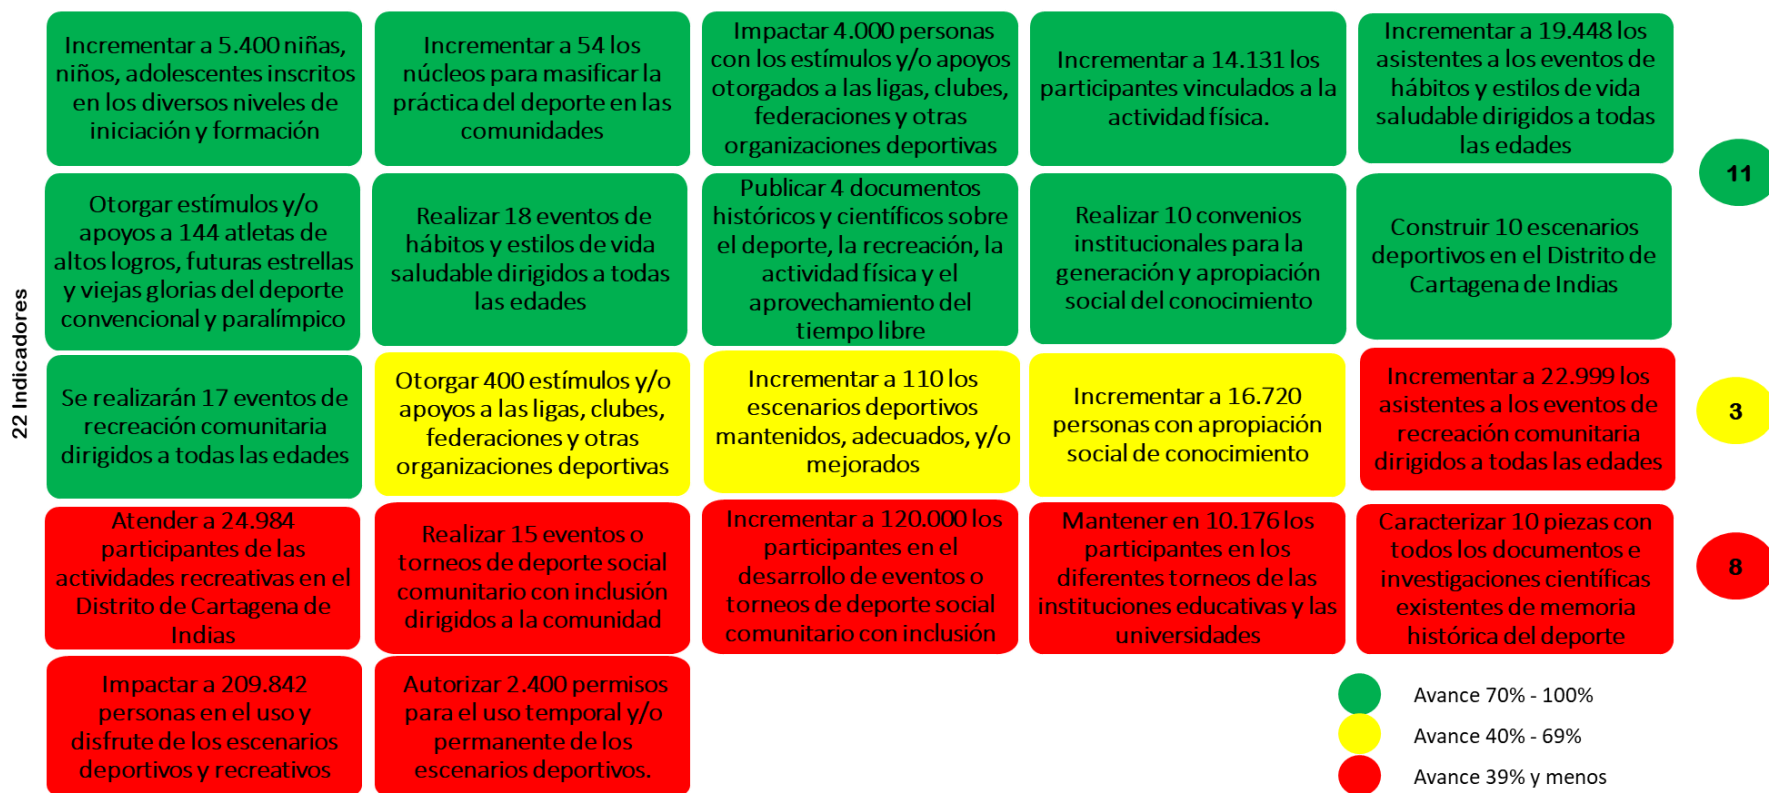 22 Indicadores
Incrementar a 5.400 niñas,
niños, adolescentes inscritos
en los diversos niveles de
iniciación y formación
Incrementar a 54 los
núcleos para masificar la
práctica del deporte en las
comunidades
Impactar 4.000 personas
con los estímulos y/o apoyos
otorgados a las ligas, clubes,
federaciones y otras
organizaciones deportivas
Incrementar a 14.131 los
participantes vinculados a la
actividad física.
Incrementar a 19.448 los
asistentes a los eventos de
hábitos y estilos de vida
saludable dirigidos a todas
las edades
11
Otorgar estímulos y/o
apoyos a 144 atletas de
altos logros, futuras estrellas
y viejas glorias del deporte
convencional y paralímpico
Realizar 18 eventos de
hábitos y estilos de vida
saludable dirigidos a todas
las edades
Publicar 4 documentos
históricos y científicos sobre
el deporte, la recreación, la
actividad física y el
aprovechamiento del
tiempo libre
Realizar 10 convenios
institucionales para la
generación y apropiación
social del conocimiento
Construir 10 escenarios
deportivos en el Distrito de
Cartagena de Indias
Se realizarán 17 eventos de
recreación comunitaria
dirigidos a todas las edades
Otorgar 400 estímulos y/o
apoyos a las ligas, clubes,
federaciones y otras
organizaciones deportivas
Incrementar a 110 los
escenarios deportivos
mantenidos, adecuados, y/o
mejorados
Incrementar a 16.720
personas con apropiación
social de conocimiento
Incrementar a 22.999 los
asistentes a los eventos de
recreación comunitaria
dirigidos a todas las edades
3
Atender a 24.984
participantes de las
actividades recreativas en el
Distrito de Cartagena de
Indias
Realizar 15 eventos o
torneos de deporte social
comunitario con inclusión
dirigidos a la comunidad
Incrementar a 120.000 los
participantes en el
desarrollo de eventos o
torneos de deporte social
comunitario con inclusión
Mantener en 10.176 los
participantes en los
diferentes torneos de las
instituciones educativas y las
universidades
Caracterizar 10 piezas con
todos los documentos e
investigaciones científicas
existentes de memoria
histórica del deporte
8
Impactar a 209.842
personas en el uso y
disfrute de los escenarios
deportivos y recreativos
Autorizar 2.400 permisos
para el uso temporal y/o
permanente de los
escenarios deportivos.
Avance 70% - 100%
Avance 40% - 69%
Avance 39% y menos